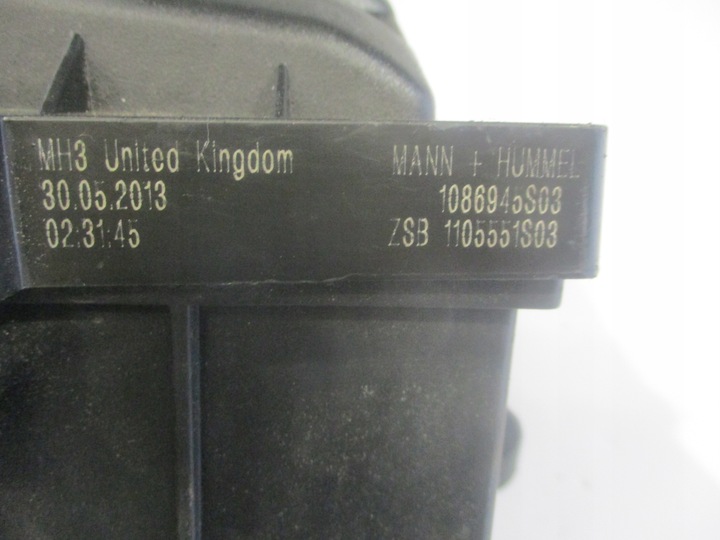 MH3 United Kingdom
30.05.2013
02:31:45
MANN + HUMMEL
1086945S03
ZSB 1105551S03